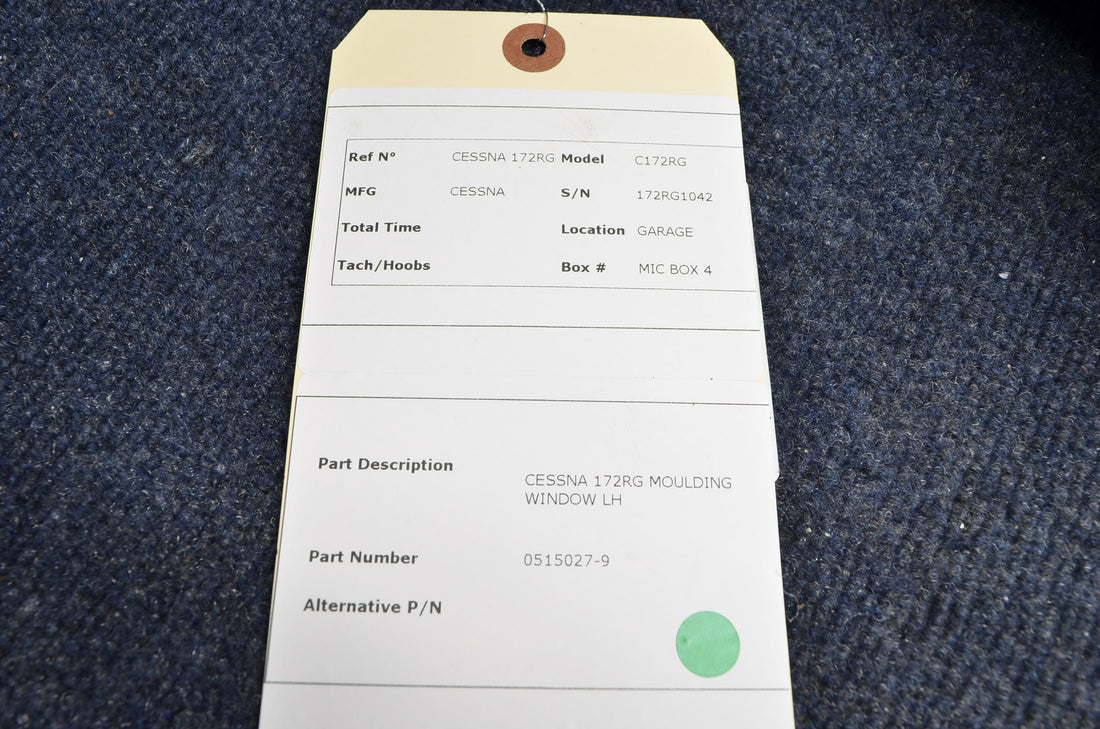 Ref N° CESSNA 172RG Model C172RG
MFG CESSNA S/N 172RG1042
Total Time Location GARAGE
Tach/Hoobs Box # MIC BOX 4
Part Description
CESSNA 172RG MOULDING
WINDOW LH
Part Number 0515027-9
Alternative P/N